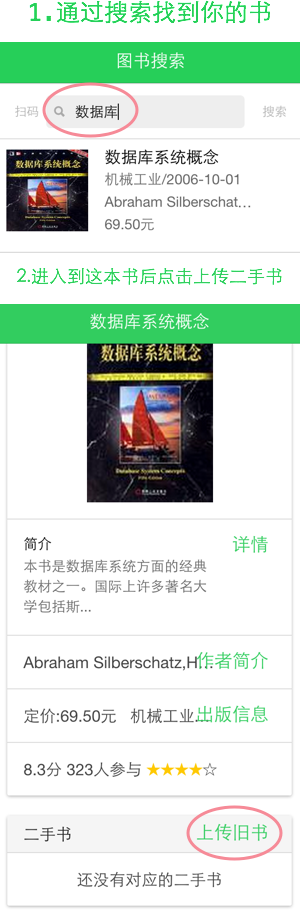 1.通过搜索找到你的书
图书搜索
扫码 数据库 搜索
数据库系统概念
数据库系统概念
机械工业/2006-10-01
Abraham Silberschat...
69.50元
2.进入到这本书后点击上传二手书
数据库系统概念
数据库系统概念
Database System Concepts
简介 详情
本书是数据库系统方面的经典
教材之一。国际上许多著名大
学包括斯...
Abraham Silberschatz,H... 作者简介
定价:69.50元 机械工业... 出版信息
8.3分 323人参与 ★★★★☆
二手书 上传旧书
还没有对应的二手书